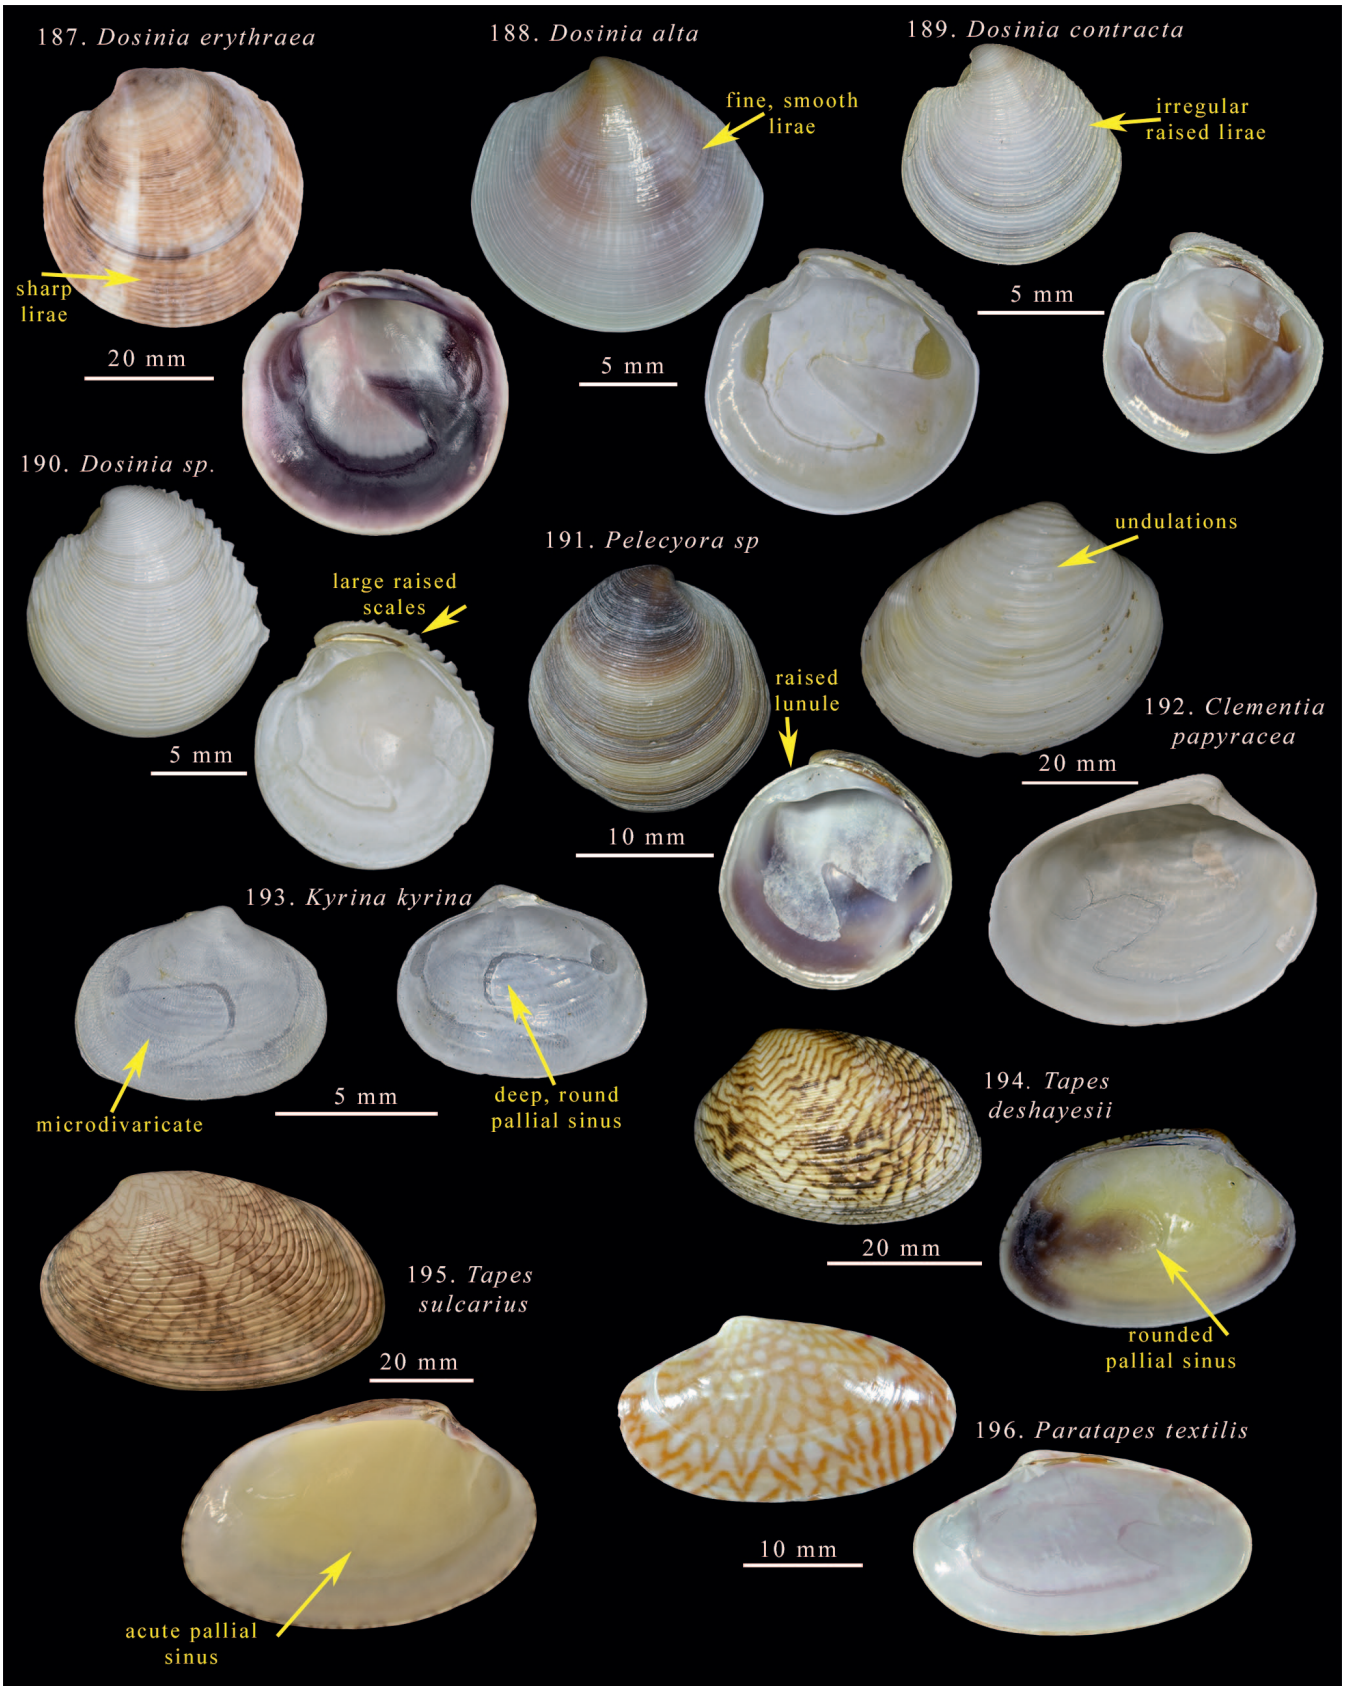 187. Dosinia erythraea
188. Dosinia alta
189. Dosinia contracta
fine, smooth
lirae
irregular
raised lirae
sharp
lirae
20 mm
5 mm
5 mm
190. Dosinia sp.
large raised
scales
5 mm
191. Pelecyora sp
raised
lunule
10 mm
undulations
192. Clementia
papyracea
20 mm
193. Kyrina kyrina
microdivaricate
5 mm
deep, round
pallial sinus
194. Tapes
deshayesii
20 mm
rounded
pallial sinus
195. Tapes
sulcarius
20 mm
acute pallial
sinus
196. Paratapes textilis
10 mm